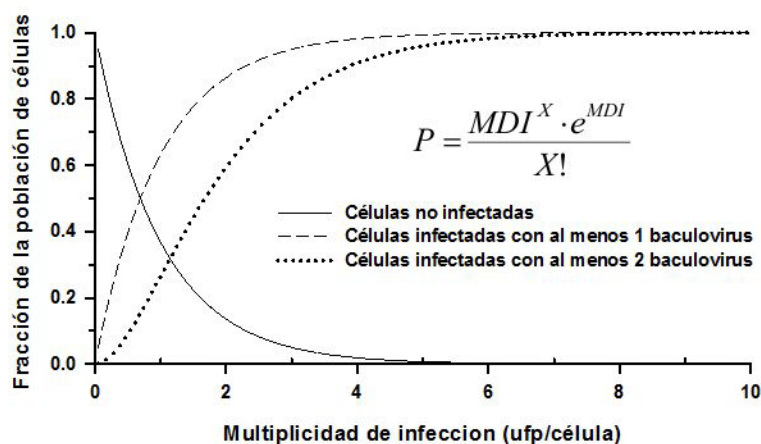 Fracción de la población de células
1.0
0.8
0.6
0.4
0.2
0.0
P = MDI^X · e^MDI / X!
Células no infectadas
Células infectadas con al menos 1 baculovirus
Células infectadas con al menos 2 baculovirus
0 2 4 6 8 10
Multiplicidad de infeccion (ufp/célula)